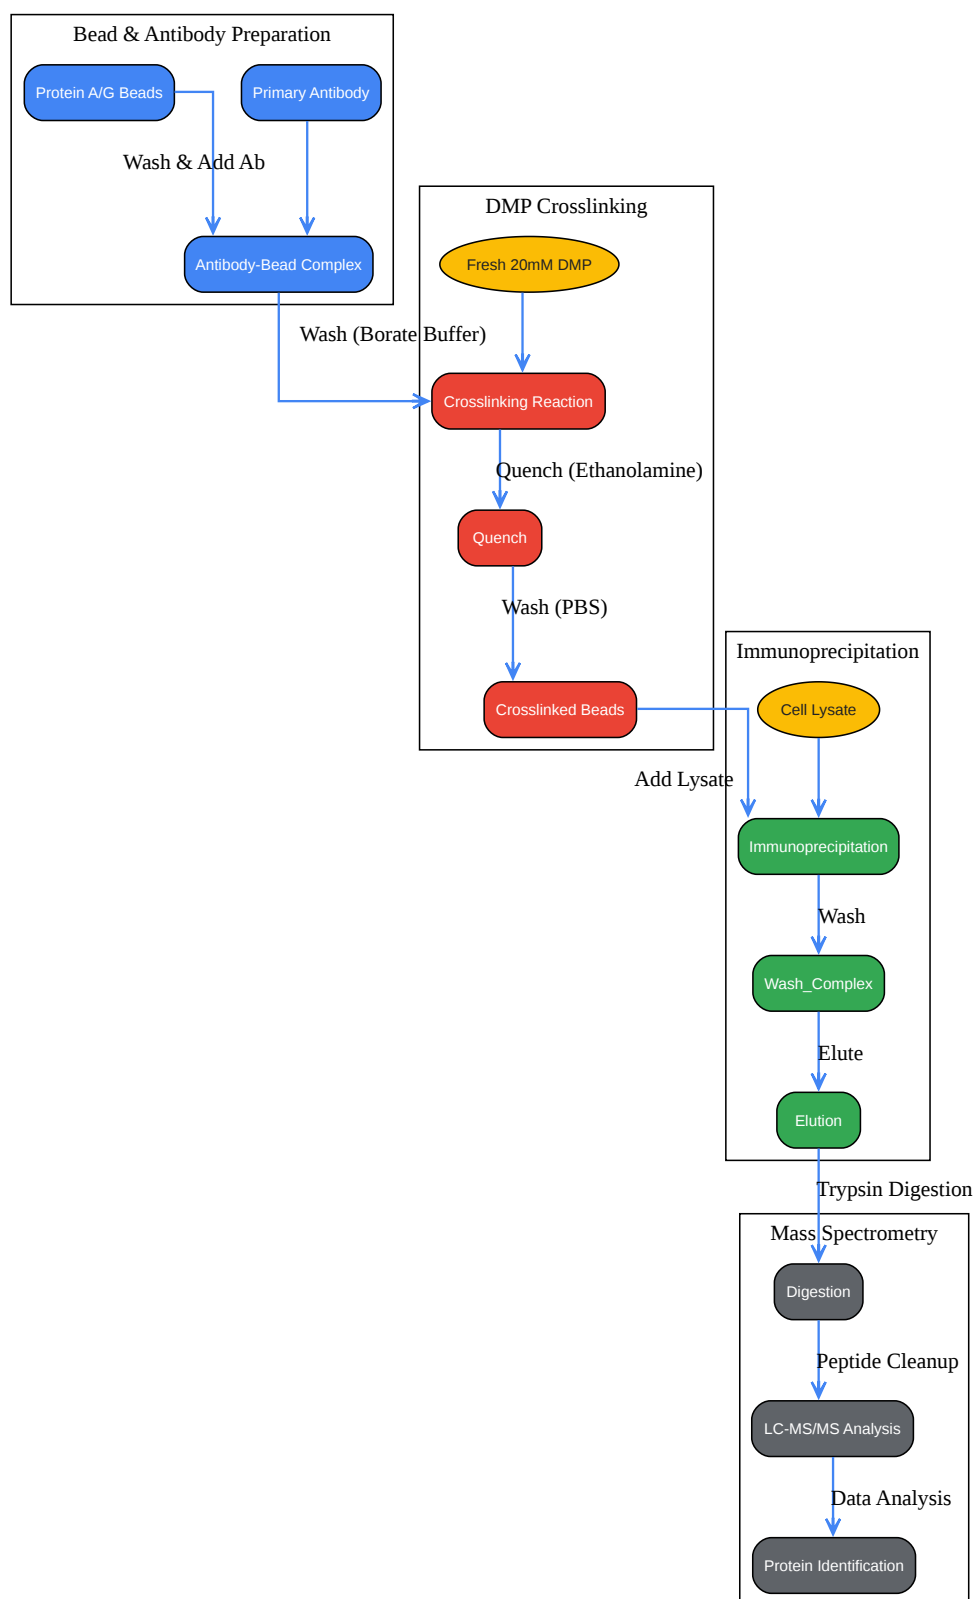 Bead & Antibody Preparation
Protein A/G Beads
Primary Antibody
Wash & Add Ab
Antibody-Bead Complex
DMP Crosslinking
Fresh 20mM DMP
Wash (Borate Buffer)
Crosslinking Reaction
Quench (Ethanolamine)
Quench
Wash (PBS)
Crosslinked Beads
Immunoprecipitation
Cell Lysate
Add Lysate
Immunoprecipitation
Wash
Wash_Complex
Elute
Elution
Trypsin Digestion
Mass Spectrometry
Digestion
Peptide Cleanup
LC-MS/MS Analysis
Data Analysis
Protein Identification